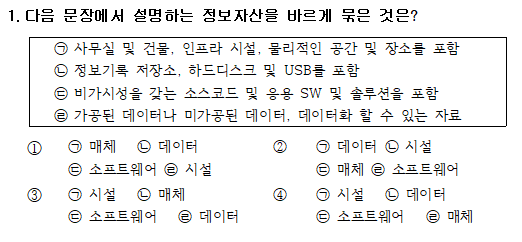 1. 다음 문장에서 설명하는 정보자산을 바르게 묶은 것은?
㉠ 사무실 및 건물, 인프라 시설, 물리적인 공간 및 장소를 포함
㉡ 정보기록 저장소, 하드디스크 및 USB를 포함
㉢ 비가시성을 갖는 소스코드 및 응용 SW 및 솔루션을 포함
㉣ 가공된 데이터나 미가공된 데이터, 데이터화 할 수 있는 자료
① ㉠ 매체 ㉡ 데이터 ② ㉠ 데이터 ㉡ 시설
㉢ 소프트웨어 ㉣ 시설 ㉢ 매체 ㉣ 소프트웨어
③ ㉠ 시설 ㉡ 매체 ④ ㉠ 시설 ㉡ 데이터
㉢ 소프트웨어 ㉣ 데이터 ㉢ 소프트웨어 ㉣ 매체